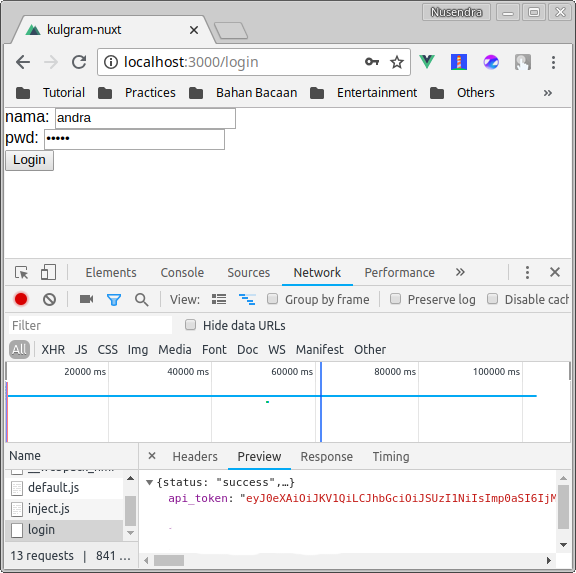 Nusendra
kulgram-nuxt
localhost:3000/login
Tutorial Practices Bahan Bacaan Entertainment Others »
nama: andra
pwd: •••••
Login
Elements Console Sources Network Performance »
View: Group by frame Preserve log Disable cach
Filter Hide data URLs
All XHR JS CSS Img Media Font Doc WS Manifest Other
20000 ms 40000 ms 60000 ms 80000 ms 100000 ms
Name Headers Preview Response Timing
{status: "success",…}
api_token: "eyJ0eXAiOiJKV1QiLCJhbGciOiJSUzI1NiIsImp0aSI6IjM
default.js
inject.js
login
13 requests | 841 ...